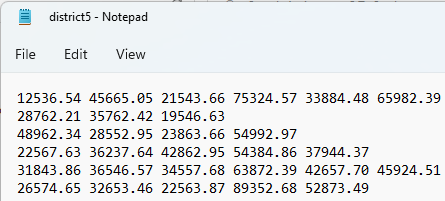 district5 - Notepad
File Edit View
12536.54 45665.05 21543.66 75324.57 33884.48 65982.39
28762.21 35762.42 19546.63
48962.34 28552.95 23863.66 54992.97
22567.63 36237.64 42862.95 54384.86 37944.37
31843.86 36546.57 34557.68 63872.39 42657.70 45924.51
26574.65 32653.46 22563.87 89352.68 52873.49